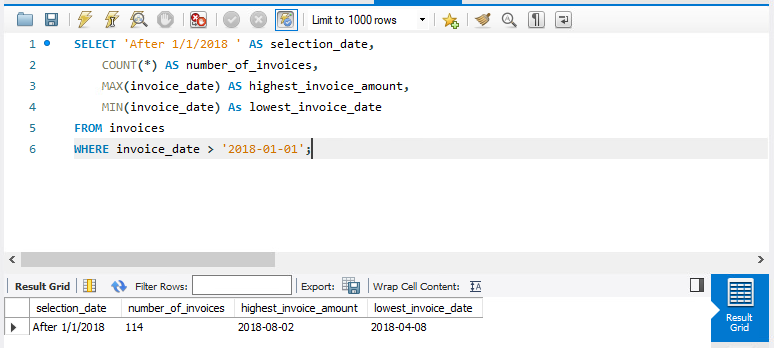 Limit to 1000 rows
1 SELECT 'After 1/1/2018 ' AS selection_date,
2 COUNT(*) AS number_of_invoices,
3 MAX(invoice_date) AS highest_invoice_amount,
4 MIN(invoice_date) As lowest_invoice_date
5 FROM invoices
6 WHERE invoice_date > '2018-01-01';
Result Grid Filter Rows: Export: Wrap Cell Content: IA
selection_date number_of_invoices highest_invoice_amount lowest_invoice_date
After 1/1/2018 114 2018-08-02 2018-04-08
Result
Grid